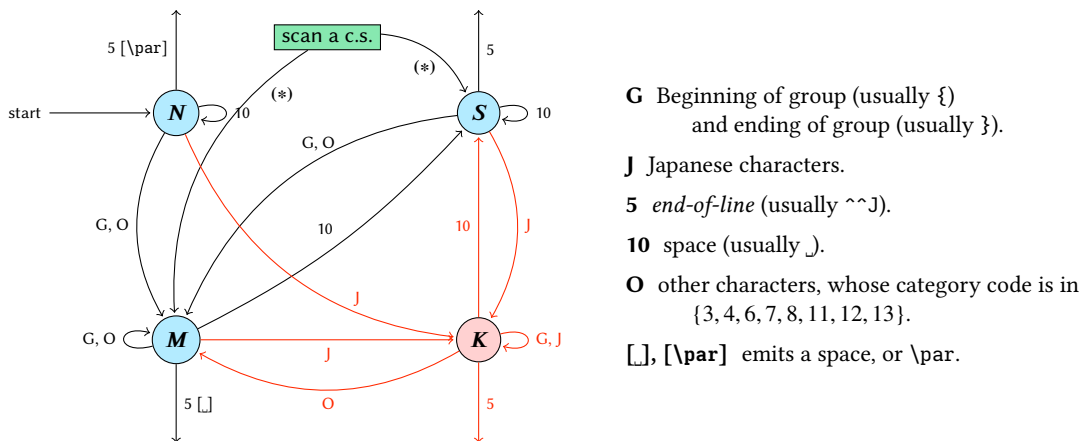 5 [\par]
scan a c.s.
5
(∗)
(∗)
start
N
10
S
10
G, O
G, O
J
10
10
J
G, O
M
J
K
G, J
O
5 [␣]
5
G Beginning of group (usually {)
and ending of group (usually }).
J Japanese characters.
5 end-of-line (usually ^^J).
10 space (usually ␣).
O other characters, whose category code is in
{3, 4, 6, 7, 8, 11, 12, 13}.
[␣], [\par] emits a space, or \par.